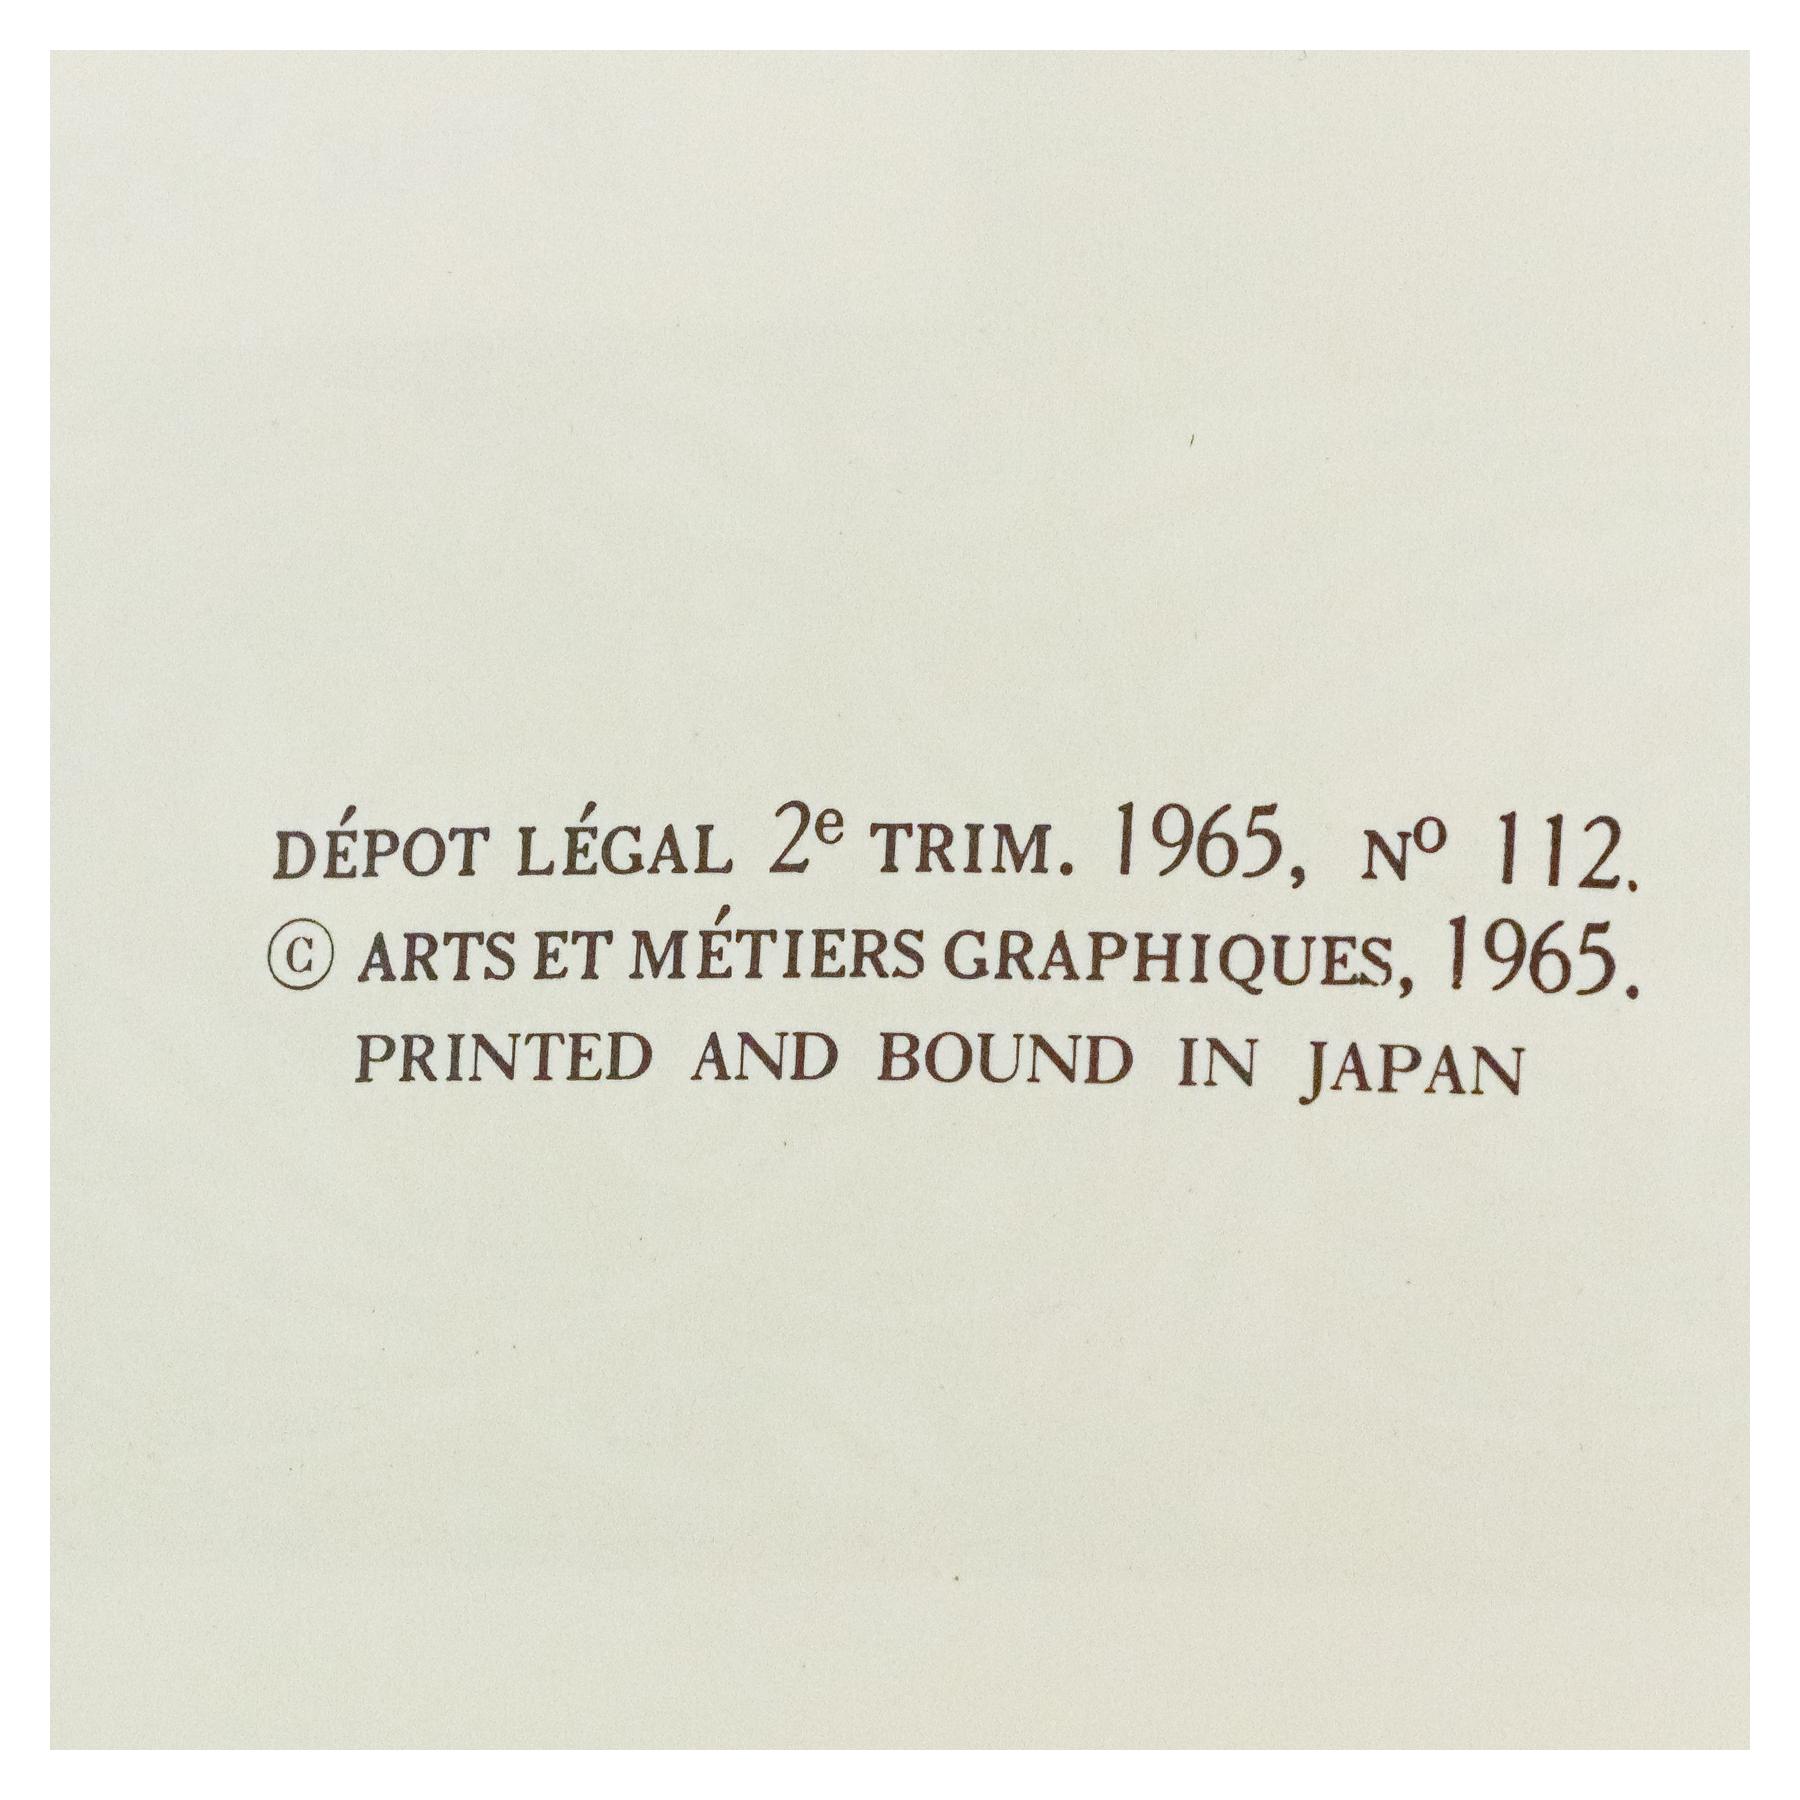 DÉPOT LÉGAL 2e TRIM. 1965, No 112.
© ARTS ET MÉTIERS GRAPHIQUES, 1965.
PRINTED AND BOUND IN JAPAN